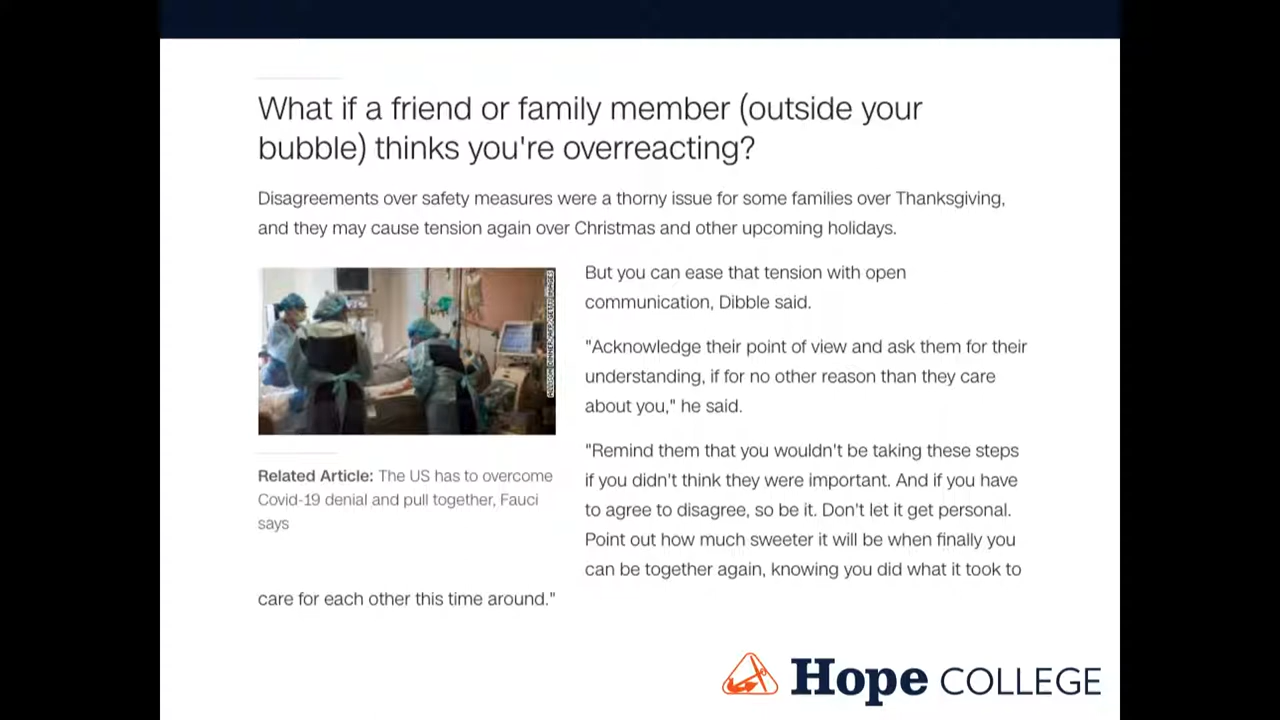 What if a friend or family member (outside your
bubble) thinks you're overreacting?
Disagreements over safety measures were a thorny issue for some families over Thanksgiving,
and they may cause tension again over Christmas and other upcoming holidays.
But you can ease that tension with open
communication, Dibble said.
"Acknowledge their point of view and ask them for their
understanding, if for no other reason than they care
about you," he said.
"Remind them that you wouldn't be taking these steps
if you didn't think they were important. And if you have
to agree to disagree, so be it. Don't let it get personal.
Point out how much sweeter it will be when finally you
can be together again, knowing you did what it took to
care for each other this time around."
Related Article: The US has to overcome
Covid-19 denial and pull together, Fauci
says
Hope COLLEGE